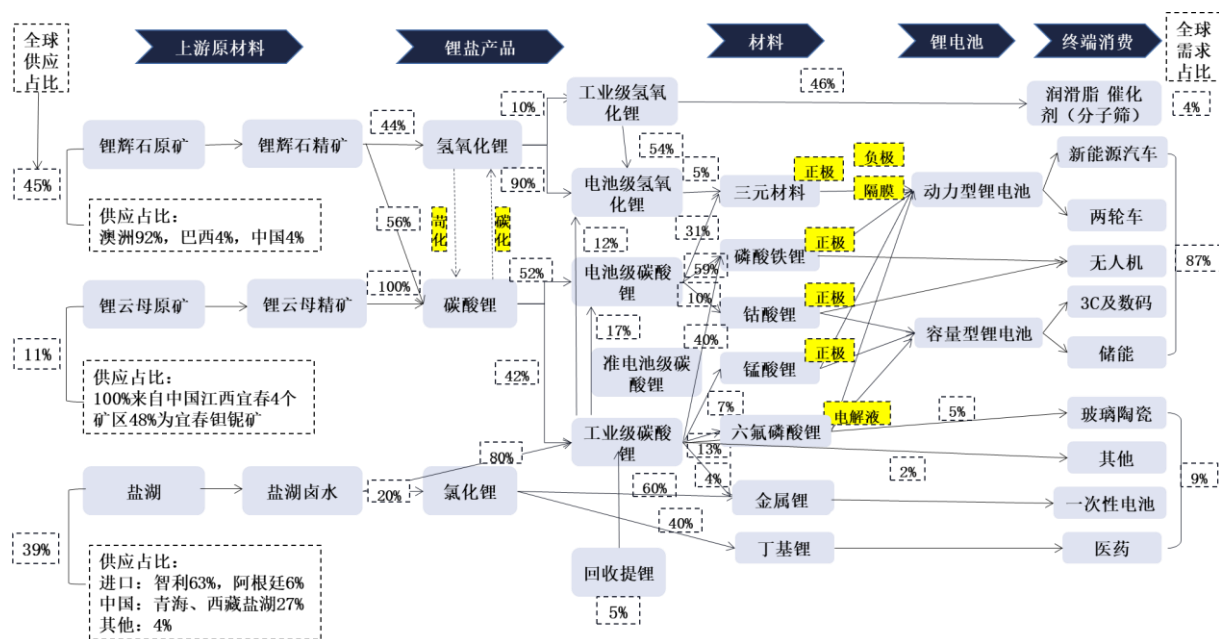 全球
供应
占比
上游原材料
锂盐产品
材料
锂电池
终端消费
全球
需求
占比
46%
工业级氢氧
化锂
润滑脂 催化
剂（分子筛）
4%
10%
44%
锂辉石原矿
锂辉石精矿
氢氧化锂
54%
负极
新能源汽车
45%
90%
电池级氢氧
化锂
5%
正极
三元材料
隔膜
动力型锂电池
供应占比：
澳洲92%，巴西4%，中国4%
56%
苛化
碳化
12%
31%
正极
两轮车
磷酸铁锂
无人机
87%
100%
52%
电池级碳酸
锂
59%
锂云母原矿
锂云母精矿
碳酸锂
10%
钴酸锂
正极
3C及数码
11%
17%
40%
容量型锂电池
准电池级碳
酸锂
锰酸锂
正极
储能
供应占比：
100%来自中国江西宜春4个
矿区48%为宜春钽铌矿
42%
7%
电解液
5%
玻璃陶瓷
工业级碳酸
锂
六氟磷酸锂
13%
80%
4%
2%
其他
9%
盐湖
盐湖卤水
20%
氯化锂
60%
金属锂
一次性电池
39%
40%
丁基锂
医药
供应占比：
进口：智利63%，阿根廷6%
中国：青海、西藏盐湖27%
其他：4%
回收提锂
5%